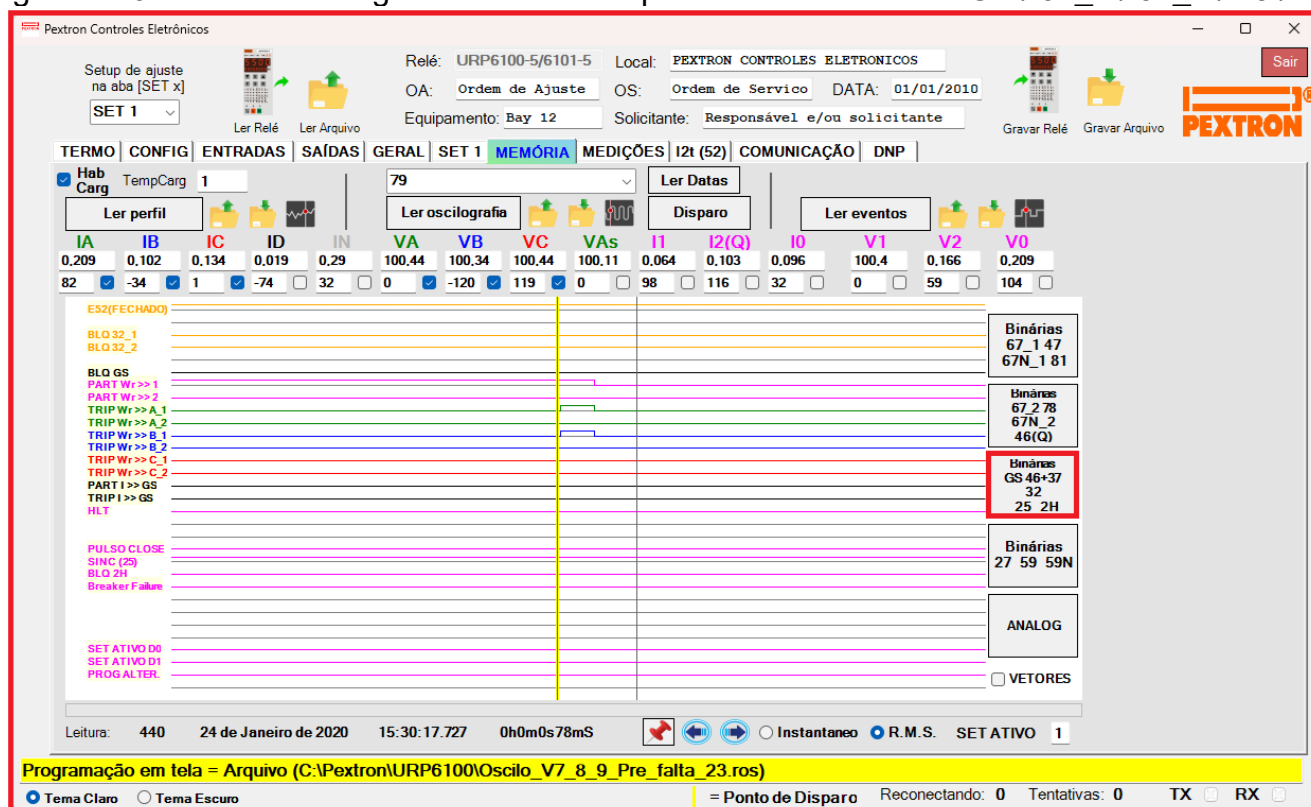 Pextron Controles Eletrônicos
Setup de ajuste
na aba [SET x]
SET 1
Ler Relé
Ler Arquivo
Relé: URP6100-5/6101-5 Local: PEXTRON CONTROLES ELETRONICOS
OA: Ordem de Ajuste OS: Ordem de Servico DATA: 01/01/2010
Equipamento: Bay 12 Solicitante: Responsável e/ou solicitante
Gravar Relé
Gravar Arquivo
Sair
PEXTRON
TERMO CONFIG ENTRADAS SAÍDAS GERAL SET 1 MEMÓRIA MEDIÇÕES I2t (52) COMUNICAÇÃO DNP
Hab Carg TempCarg 1 79 Ler Datas
Ler perfil Ler oscilografia Disparo Ler eventos
IA IB IC ID IN VA VB VC VAs I1 I2(Q) I0 V1 V2 V0
0,209 0,102 0,134 0,019 0,29 100,44 100,34 100,44 100,11 0,064 0,103 0,096 100,4 0,166 0,209
82 -34 1 -74 32 0 -120 119 0 98 116 32 0 59 104
E52(FECHADO)
BLQ 32_1
BLQ 32_2
BLQ GS
PART Wr >> 1
PART Wr >> 2
TRIP Wr >> A_1
TRIP Wr >> A_2
TRIP Wr >> B_1
TRIP Wr >> B_2
TRIP Wr >> C_1
TRIP Wr >> C_2
PART I >> GS
TRIP I >> GS
HLT
PULSO CLOSE
SINC (25)
BLQ 2H
Breaker Failure
SET ATIVO D0
SET ATIVO D1
PROG ALTER.
Binárias
67_1 47
67N_1 81
Binárias
67_2 78
67N_2
46(Q)
Binárias
GS 46+37
32
25 2H
Binárias
27 59 59N
ANALOG
VETORES
Leitura: 440 24 de Janeiro de 2020 15:30:17.727 0h0m0s78mS Instantaneo R.M.S. SET ATIVO 1
Programação em tela = Arquivo (C:\Pextron\URP6100\Oscilo_V7_8_9_Pre_falta_23.ros)
Tema Claro Tema Escuro = Ponto de Disparo Reconectando: 0 Tentativas: 0 TX RX